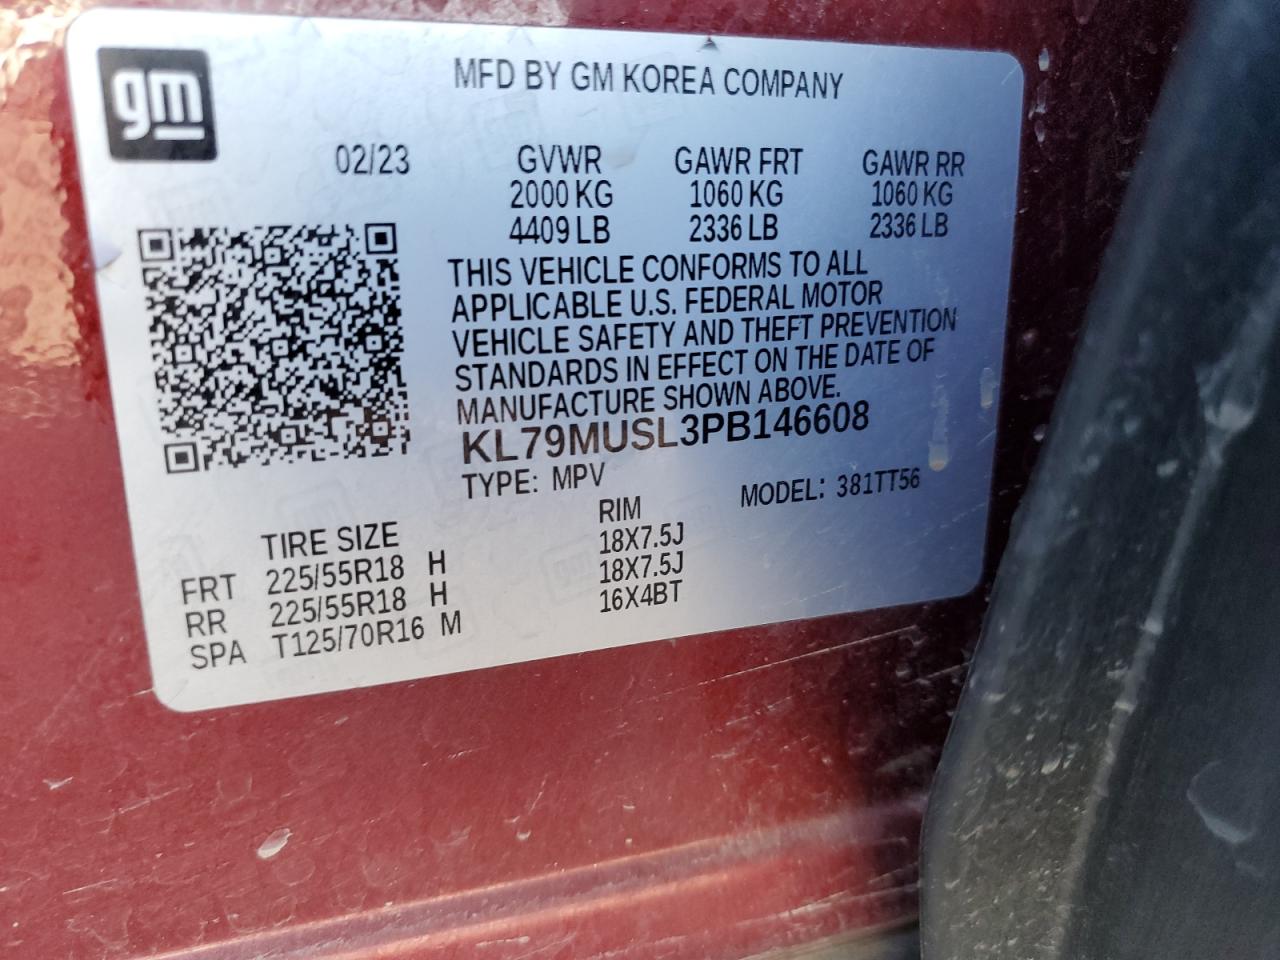 gm
MFD BY GM KOREA COMPANY
02/23 GVWR GAWR FRT GAWR RR
2000 KG 1060 KG 1060 KG
4409 LB 2336 LB 2336 LB
THIS VEHICLE CONFORMS TO ALL
APPLICABLE U.S. FEDERAL MOTOR
VEHICLE SAFETY AND THEFT PREVENTION
STANDARDS IN EFFECT ON THE DATE OF
MANUFACTURE SHOWN ABOVE.
KL79MUSL3PB146608
TYPE: MPV MODEL: 381TT56
TIRE SIZE RIM
FRT 225/55R18 H 18X7.5J
RR 225/55R18 H 18X7.5J
SPA T125/70R16 M 16X4BT